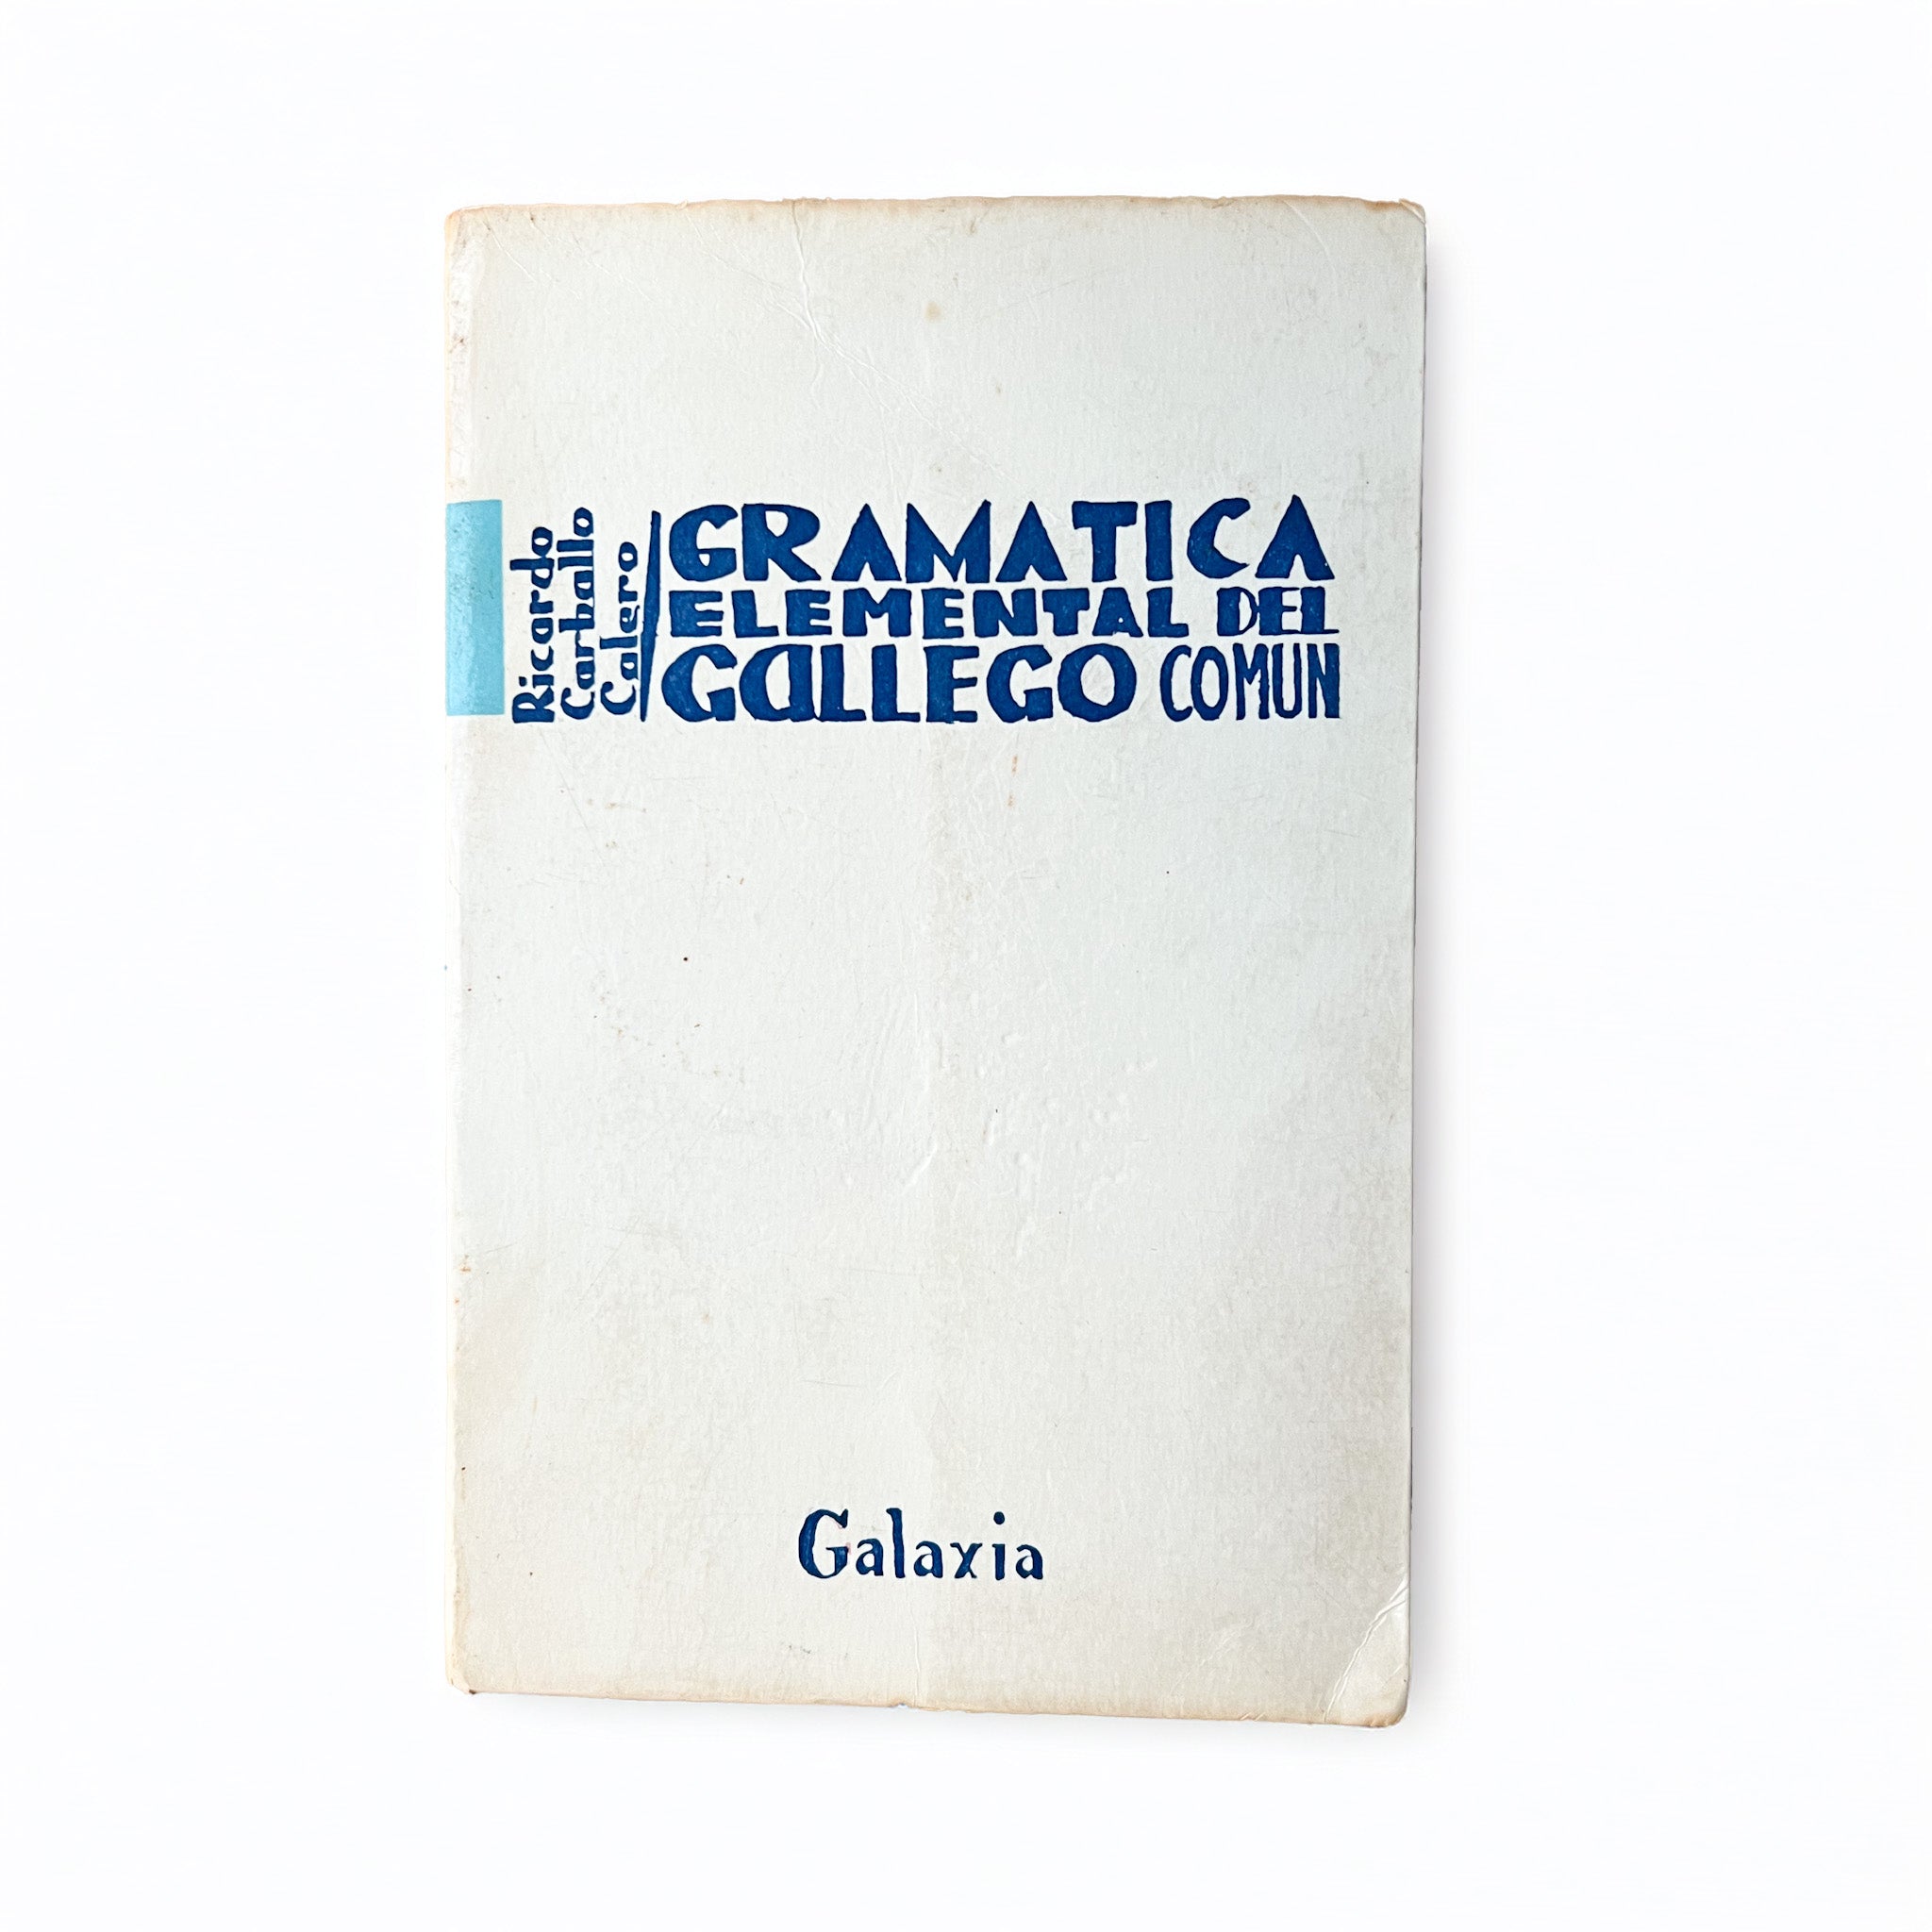 Ricardo
Carballo
Calero
GRAMATICA
ELEMENTAL DEL
GALLEGO COMUN
Galaxia